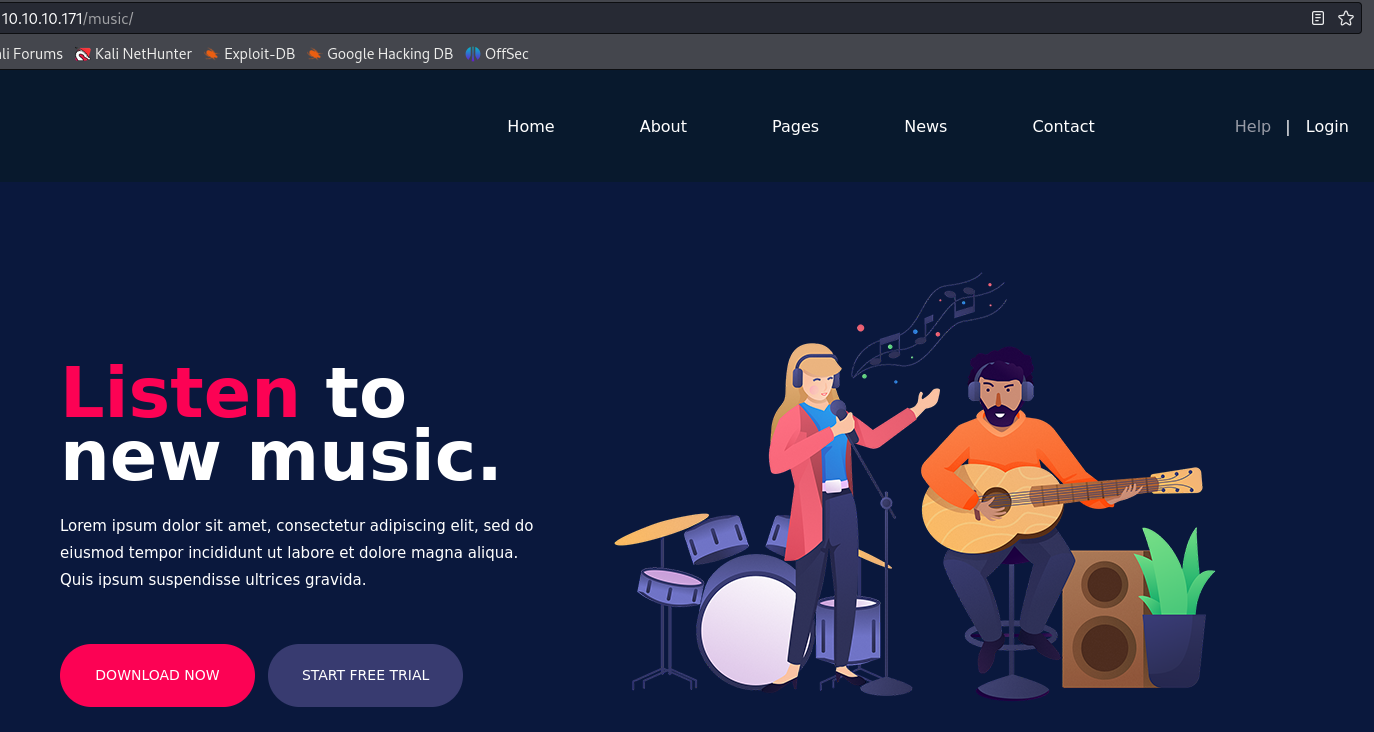 10.10.10.171/music/
li Forums Kali NetHunter Exploit-DB Google Hacking DB OffSec
Home About Pages News Contact Help | Login
Listen to
new music.
Lorem ipsum dolor sit amet, consectetur adipiscing elit, sed do
eiusmod tempor incididunt ut labore et dolore magna aliqua.
Quis ipsum suspendisse ultrices gravida.
DOWNLOAD NOW START FREE TRIAL